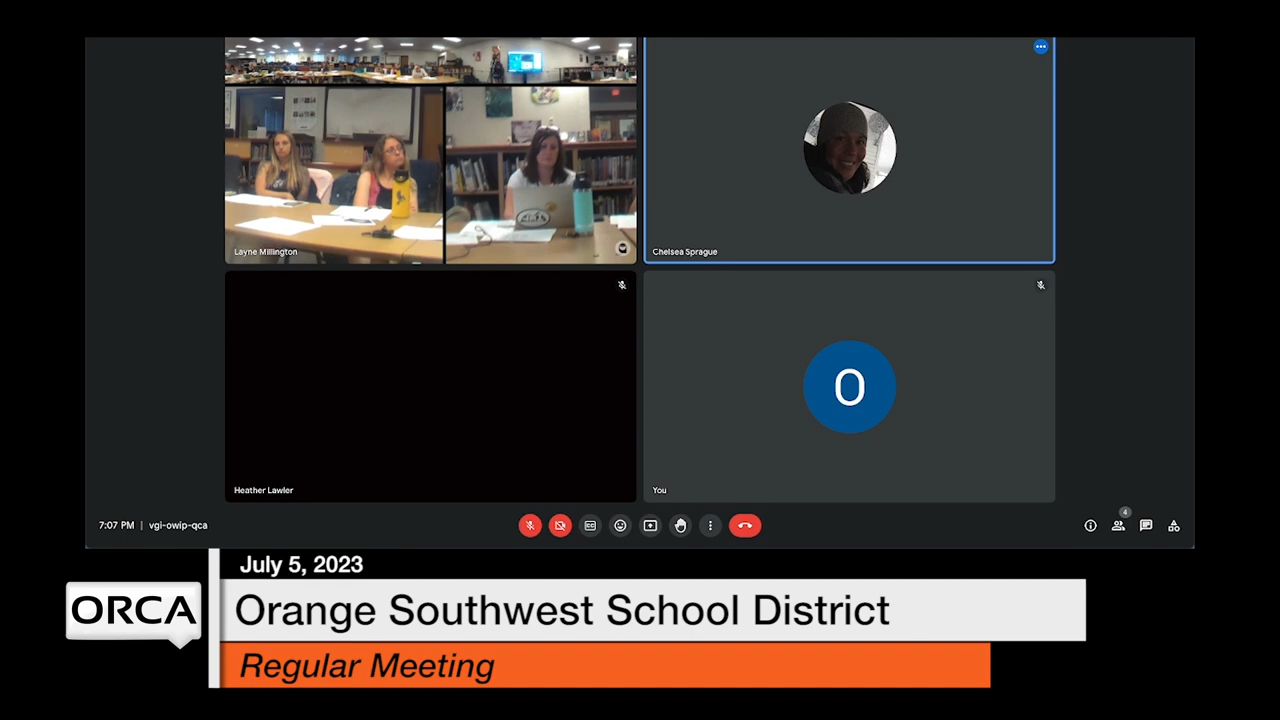 Layne Millington
Chelsea Sprague
Heather Lawler
O
You
7:07 PM | vgi-owip-qca
4
July 5, 2023
ORCA
Orange Southwest School District
Regular Meeting